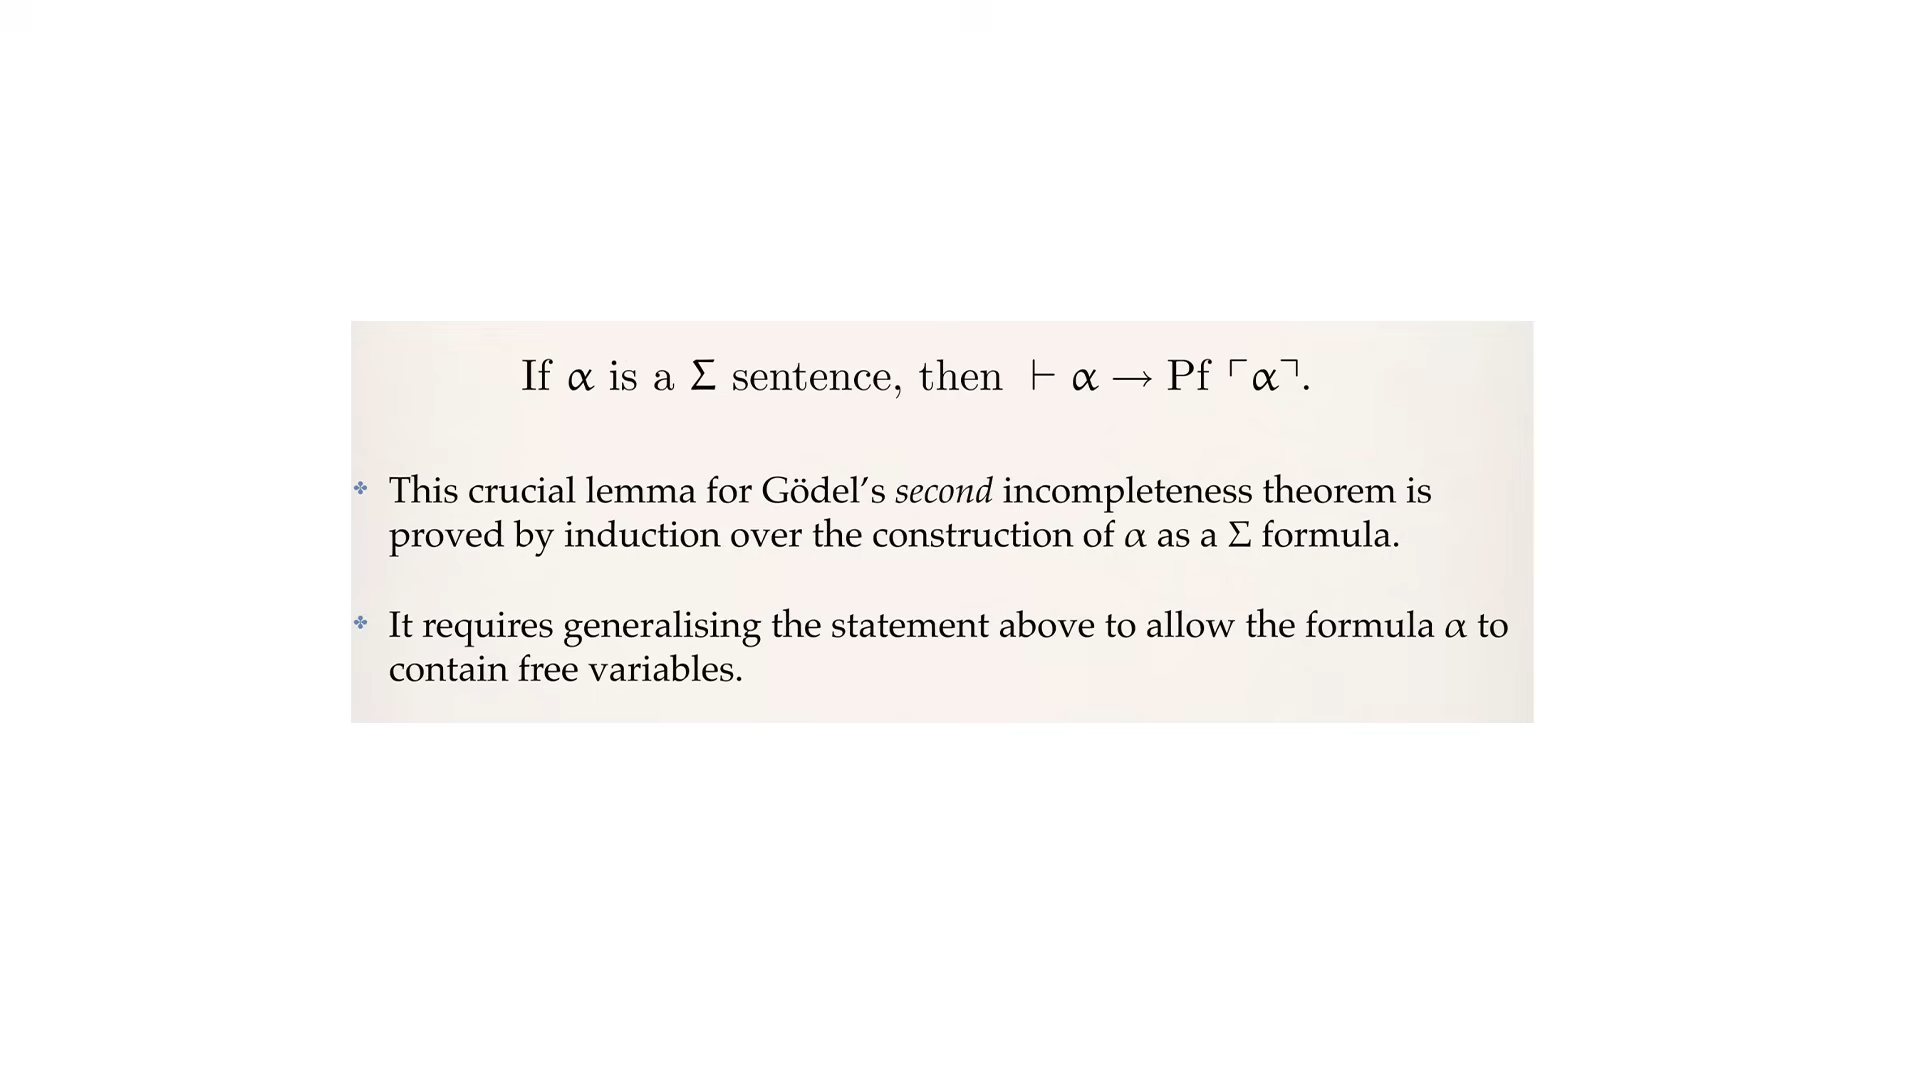 If α is a Σ sentence, then ⊢ α → Pf ⌜α⌝.
This crucial lemma for Gödel’s second incompleteness theorem is
proved by induction over the construction of α as a Σ formula.
It requires generalising the statement above to allow the formula α to
contain free variables.